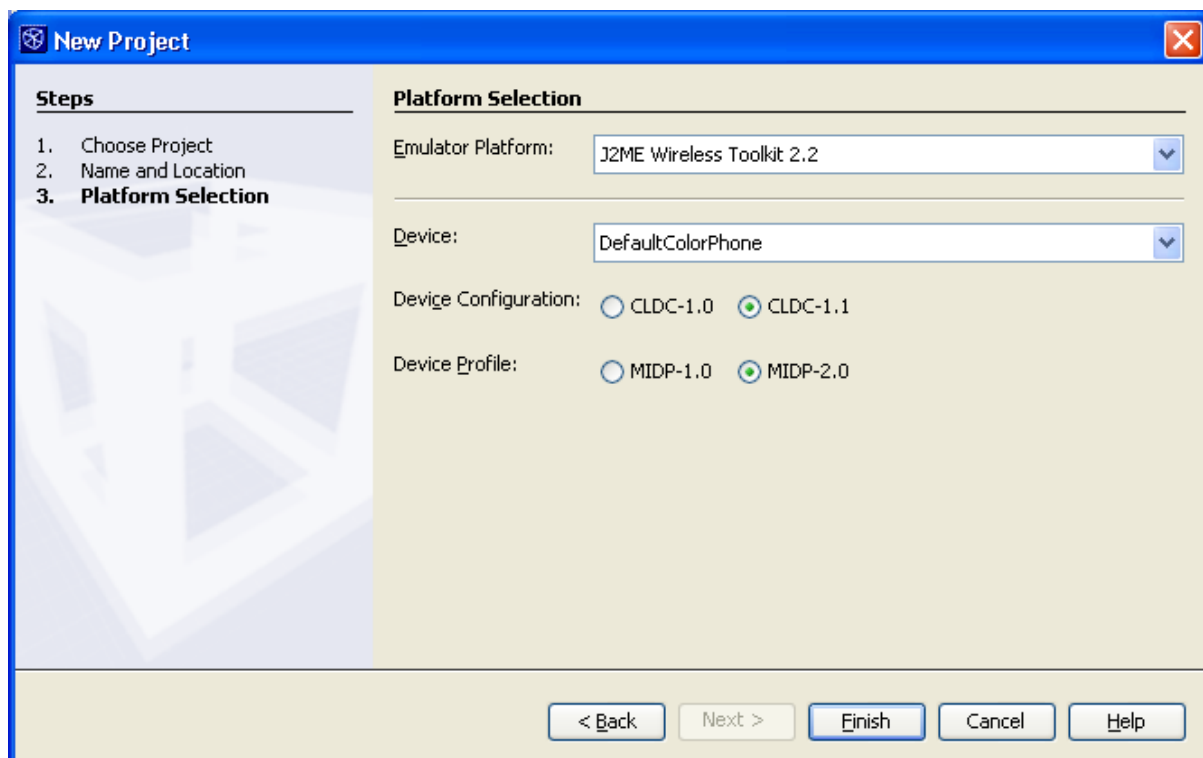 New Project
Steps
1. Choose Project
2. Name and Location
3. Platform Selection
Platform Selection
Emulator Platform: J2ME Wireless Toolkit 2.2
Device: DefaultColorPhone
Device Configuration: CLDC-1.0 CLDC-1.1
Device Profile: MIDP-1.0 MIDP-2.0
< Back Next > Finish Cancel Help